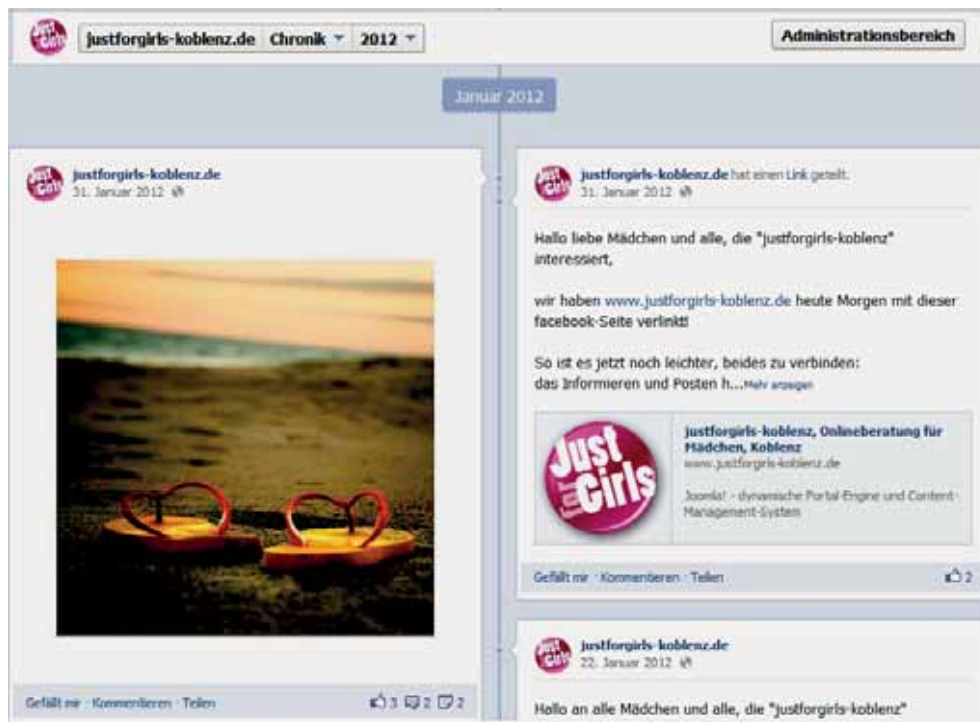 Just for Girls
justforgirls-koblenz.de Chronik 2012
Administrationsbereich
Januar 2012
justforgirls-koblenz.de
31. Januar 2012
Gefällt mir · Kommentieren · Teilen
3 2 2
justforgirls-koblenz.de hat einen Link geteilt.
31. Januar 2012
Hallo liebe Mädchen und alle, die "justforgirls-koblenz"
interessiert,
wir haben www.justforgirls-koblenz.de heute Morgen mit dieser
facebook-Seite verlinkt!
So ist es jetzt noch leichter, beides zu verbinden:
das Informieren und Posten h...Mehr anzeigen
Just
for
Girls
justforgirls-koblenz, Onlineberatung für
Mädchen, Koblenz
www.justforgirls-koblenz.de
Joomla! - dynamische Portal-Engine und Content-
Management-System
Gefällt mir · Kommentieren · Teilen
2
justforgirls-koblenz.de
22. Januar 2012
Hallo an alle Mädchen und alle, die "justforgirls-koblenz"